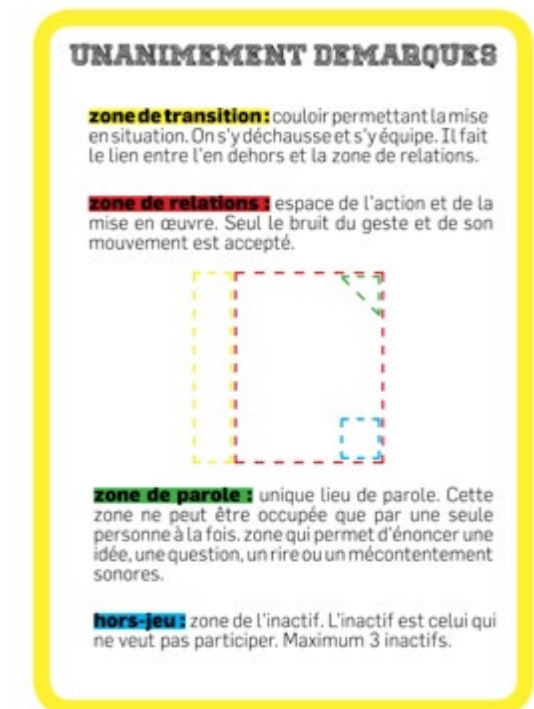 UNANIMEMENT DEMARQUES
zone de transition : couloir permettant la mise
en situation. On s'y déchausse et s'y équipe. Il fait
le lien entre l'en dehors et la zone de relations.
zone de relations : espace de l'action et de la
mise en œuvre. Seul le bruit du geste et de son
mouvement est accepté.
zone de parole : unique lieu de parole. Cette
zone ne peut être occupée que par une seule
personne à la fois. zone qui permet d'énoncer une
idée, une question, un rire ou un mécontentement
sonores.
hors-jeu : zone de l'inactif. L'inactif est celui qui
ne veut pas participer. Maximum 3 inactifs.